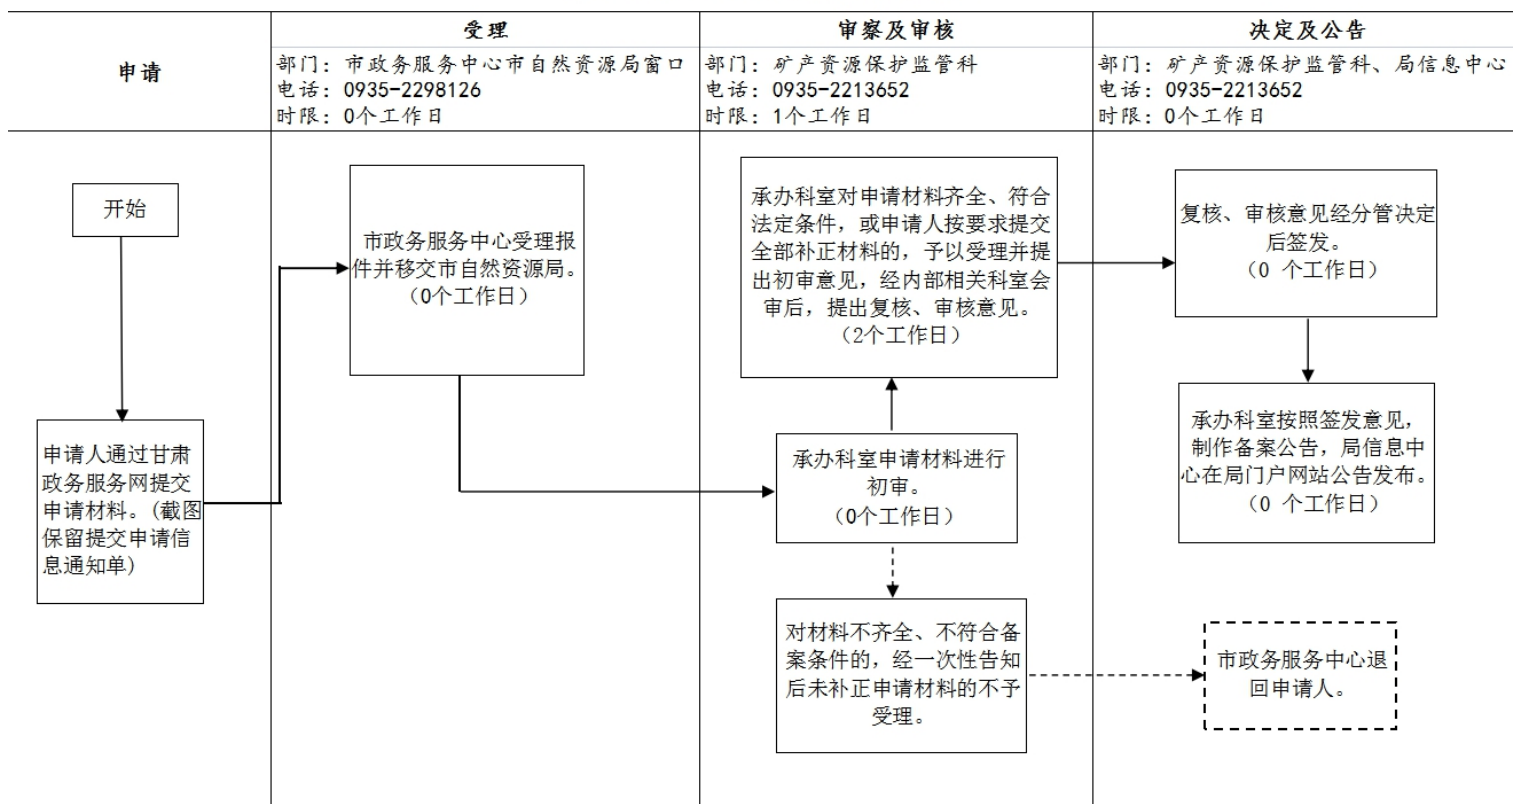 申请
受理
部门：市政务服务中心市自然资源局窗口
电话：0935-2298126
时限：0个工作日
审察及审核
部门：矿产资源保护监管科
电话：0935-2213652
时限：1个工作日
决定及公告
部门：矿产资源保护监管科、局信息中心
电话：0935-2213652
时限：0个工作日
开始
申请人通过甘肃
政务服务网提交
申请材料。(截图
保留提交申请信
息通知单)
市政务服务中心受理报
件并移交市自然资源局。
（0个工作日）
承办科室对申请材料齐全、符合
法定条件，或申请人按要求提交
全部补正材料的，予以受理并提
出初审意见，经内部相关科室会
审后，提出复核、审核意见。
（2个工作日）
承办科室申请材料进行
初审。
（0个工作日）
对材料不齐全、不符合备
案条件的，经一次性告知
后未补正申请材料的不予
受理。
复核、审核意见经分管决定
后签发。
（0 个工作日）
承办科室按照签发意见，
制作备案公告，局信息中
心在局门户网站公告发布。
（0 个工作日）
市政务服务中心退
回申请人。